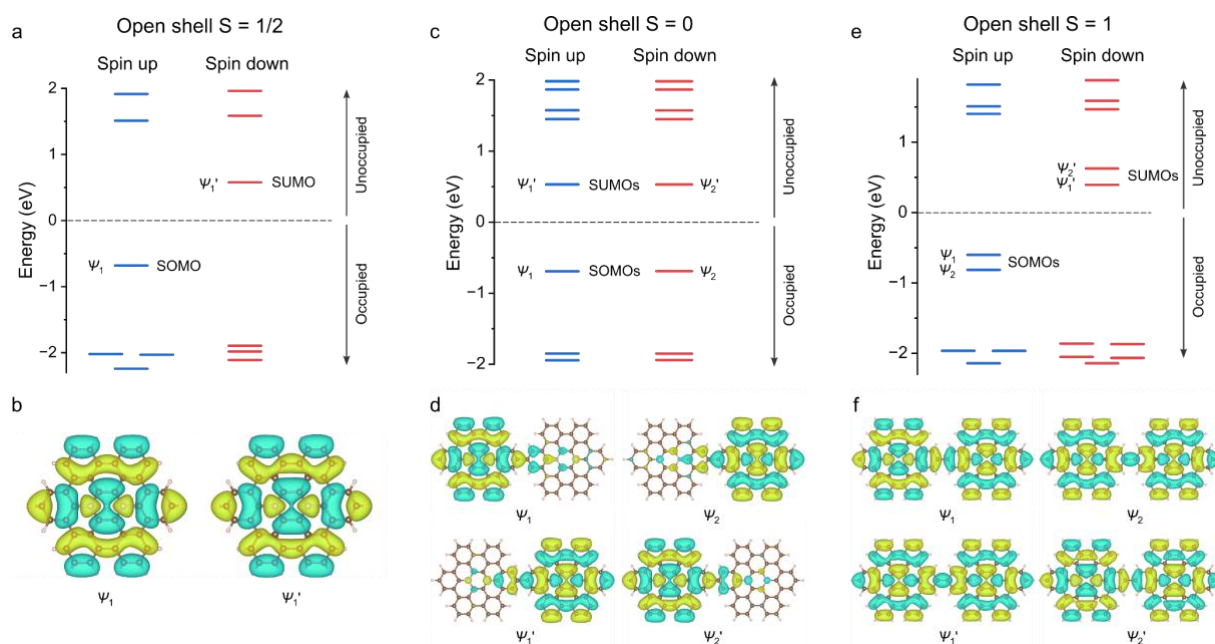 a
Open shell S = 1/2
Spin up Spin down
Energy (eV)
2
1
0
−1
−2
Ψ1' SUMO
Ψ1 SOMO
Unoccupied
Occupied
b
Ψ1 Ψ1'
c
Open shell S = 0
Spin up Spin down
Energy (eV)
2
1
0
−1
−2
Ψ1' SUMOs Ψ2'
Ψ1 SOMOs Ψ2
Unoccupied
Occupied
d
Ψ1 Ψ2
Ψ1' Ψ2'
e
Open shell S = 1
Spin up Spin down
Energy (eV)
1
0
−1
−2
Ψ2'
Ψ1' SUMOs
Ψ1
Ψ2 SOMOs
Unoccupied
Occupied
f
Ψ1 Ψ2
Ψ1' Ψ2'